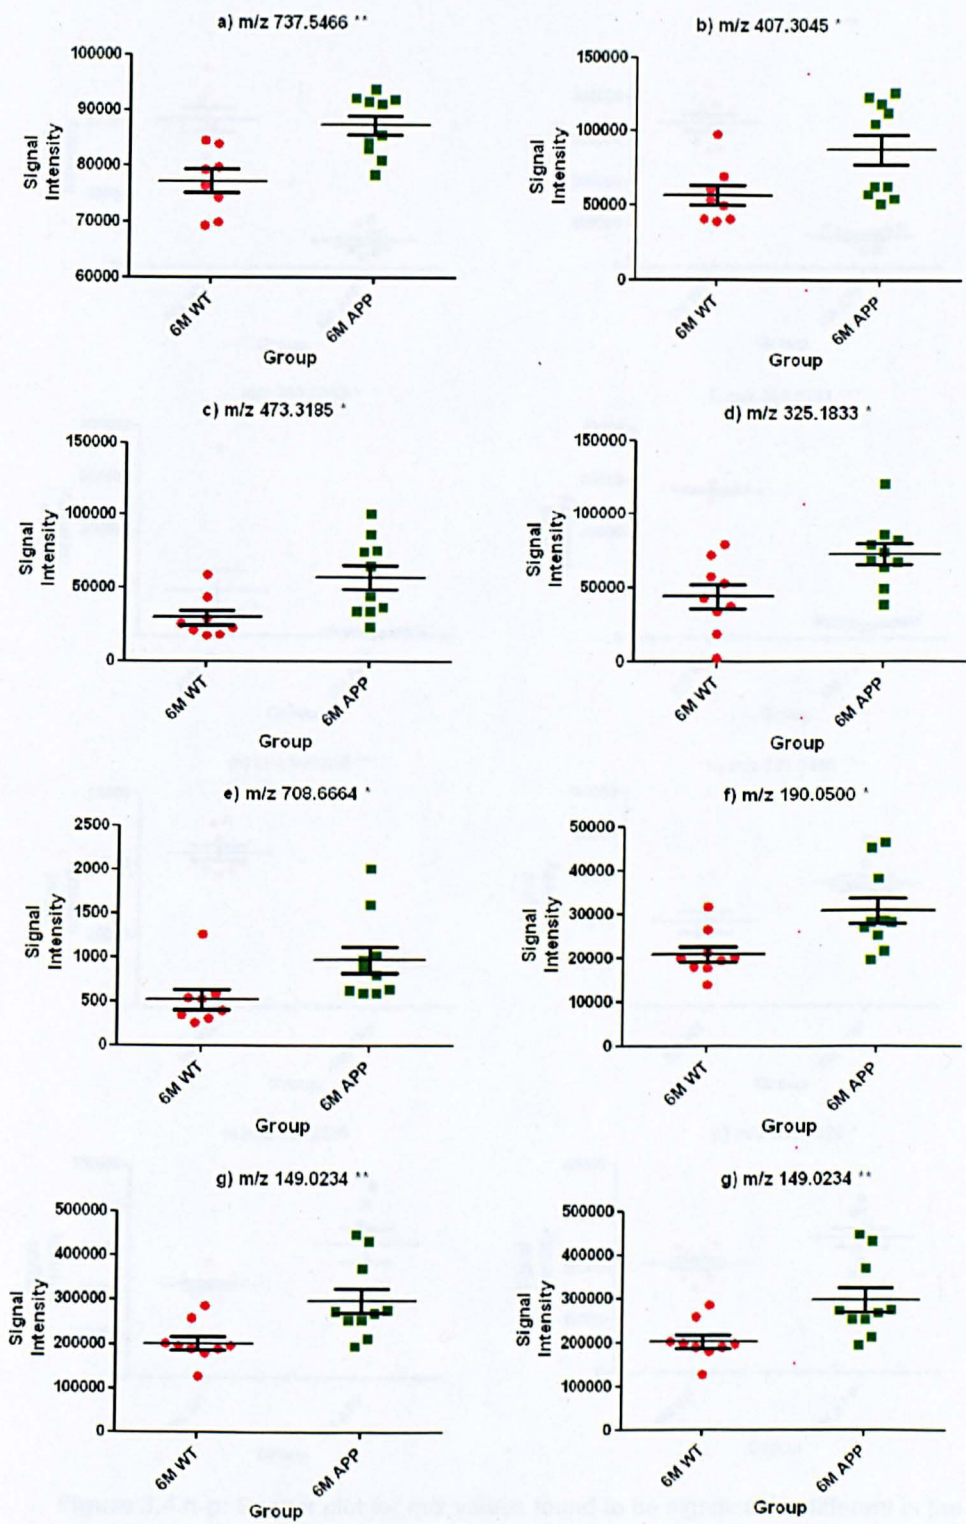 a) m/z 737.5466 **
b) m/z 407.3045 *
100000
90000
80000
70000
60000
Signal
Intensity
6M WT
6M APP
Group
150000
100000
50000
0
Signal
Intensity
6M WT
6M APP
Group
c) m/z 473.3185 *
d) m/z 325.1833 *
150000
100000
50000
0
Signal
Intensity
6M WT
6M APP
Group
150000
100000
50000
0
Signal
Intensity
6M WT
6M APP
Group
e) m/z 708.6664 *
f) m/z 190.0500 *
2500
2000
1500
1000
500
0
Signal
Intensity
6M WT
6M APP
Group
50000
40000
30000
20000
10000
0
Signal
Intensity
6M WT
6M APP
Group
g) m/z 149.0234 **
g) m/z 149.0234 **
500000
400000
300000
200000
100000
0
Signal
Intensity
6M WT
6M APP
Group
500000
400000
300000
200000
100000
0
Signal
Intensity
6M WT
6M APP
Group